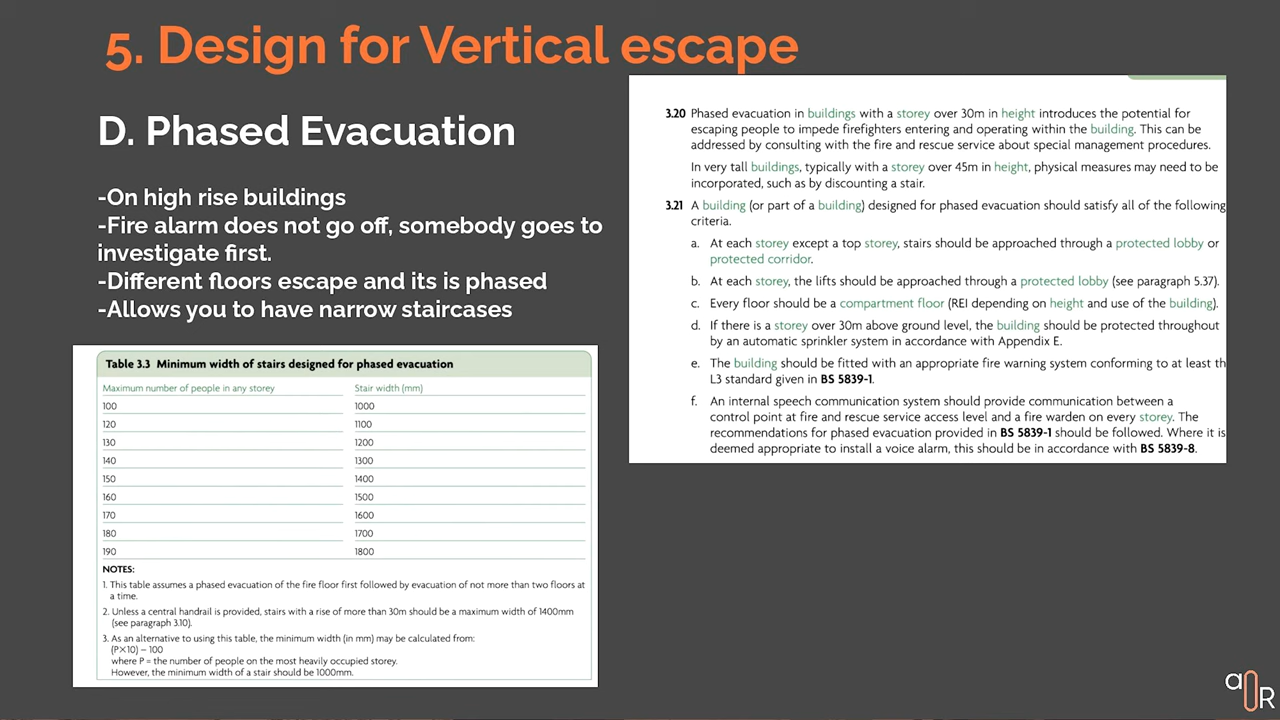 5. Design for Vertical escape
D. Phased Evacuation
-On high rise buildings
-Fire alarm does not go off, somebody goes to
investigate first.
-Different floors escape and its is phased
-Allows you to have narrow staircases
Table 3.3 Minimum width of stairs designed for phased evacuation
Maximum number of people in any storey Stair width (mm)
100 1000
120 1100
130 1200
140 1300
150 1400
160 1500
170 1600
180 1700
190 1800
NOTES:
1. This table assumes a phased evacuation of the fire floor first followed by evacuation of not more than two floors at
a time.
2. Unless a central handrail is provided, stairs with a rise of more than 30m should be a maximum width of 1400mm
(see paragraph 3.10).
3. As an alternative to using this table, the minimum width (in mm) may be calculated from:
(P×10) – 100
where P = the number of people on the most heavily occupied storey.
However, the minimum width of a stair should be 1000mm.
3.20 Phased evacuation in buildings with a storey over 30m in height introduces the potential for
escaping people to impede firefighters entering and operating within the building. This can be
addressed by consulting with the fire and rescue service about special management procedures.
In very tall buildings, typically with a storey over 45m in height, physical measures may need to be
incorporated, such as by discounting a stair.
3.21 A building (or part of a building) designed for phased evacuation should satisfy all of the following
criteria.
a. At each storey except a top storey, stairs should be approached through a protected lobby or
protected corridor.
b. At each storey, the lifts should be approached through a protected lobby (see paragraph 5.37).
c. Every floor should be a compartment floor (REI depending on height and use of the building).
d. If there is a storey over 30m above ground level, the building should be protected throughout
by an automatic sprinkler system in accordance with Appendix E.
e. The building should be fitted with an appropriate fire warning system conforming to at least th
L3 standard given in BS 5839-1.
f. An internal speech communication system should provide communication between a
control point at fire and rescue service access level and a fire warden on every storey. The
recommendations for phased evacuation provided in BS 5839-1 should be followed. Where it is
deemed appropriate to install a voice alarm, this should be in accordance with BS 5839-8.
a0R